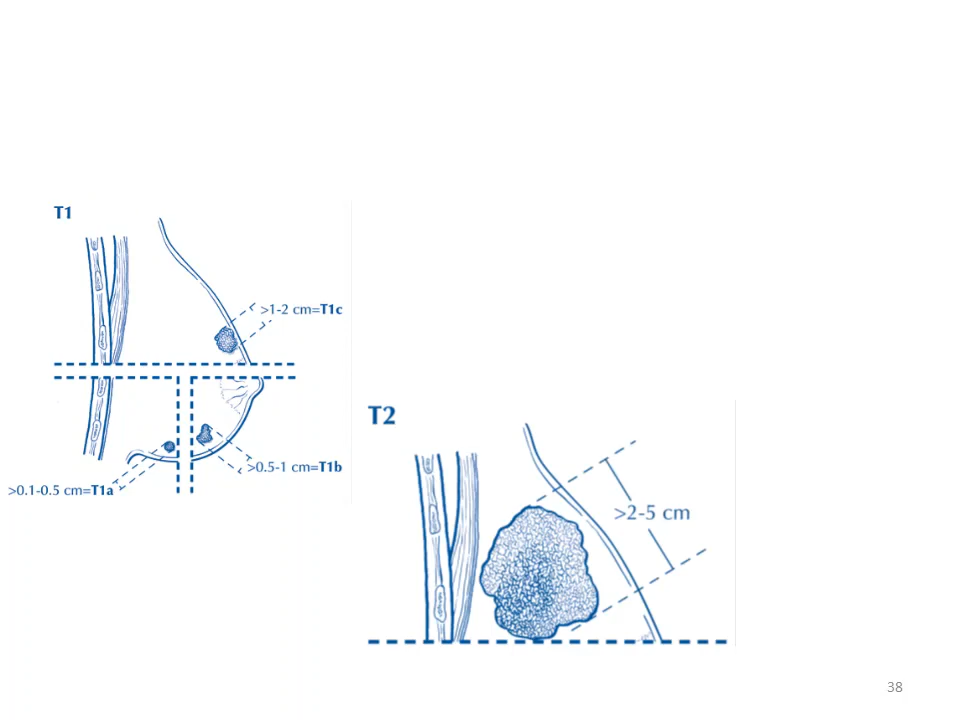 T1
>1-2 cm=T1c
>0.5-1 cm=T1b
>0.1-0.5 cm=T1a
T2
>2-5 cm
38